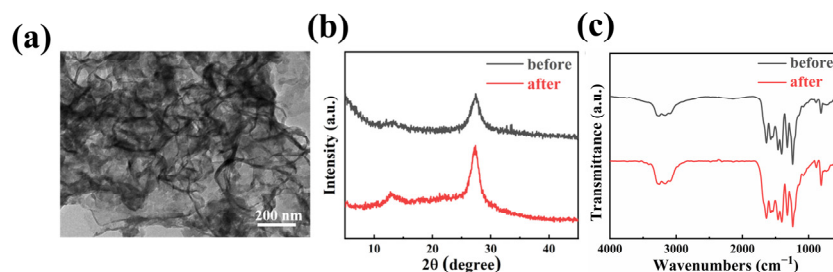 (a)
200 nm
(b)
before
after
Intensity (a.u.)
10 20 30 40
2θ (degree)
(c)
before
after
Transmittance (a.u.)
4000 3000 2000 1000
Wavenumbers (cm⁻¹)